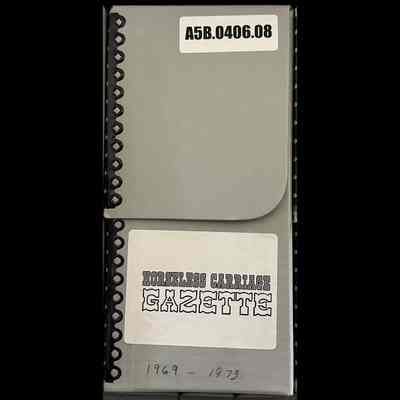 A5B.0406.08
HORSELESS CARRIAGE
GAZETTE
1969 - 1973